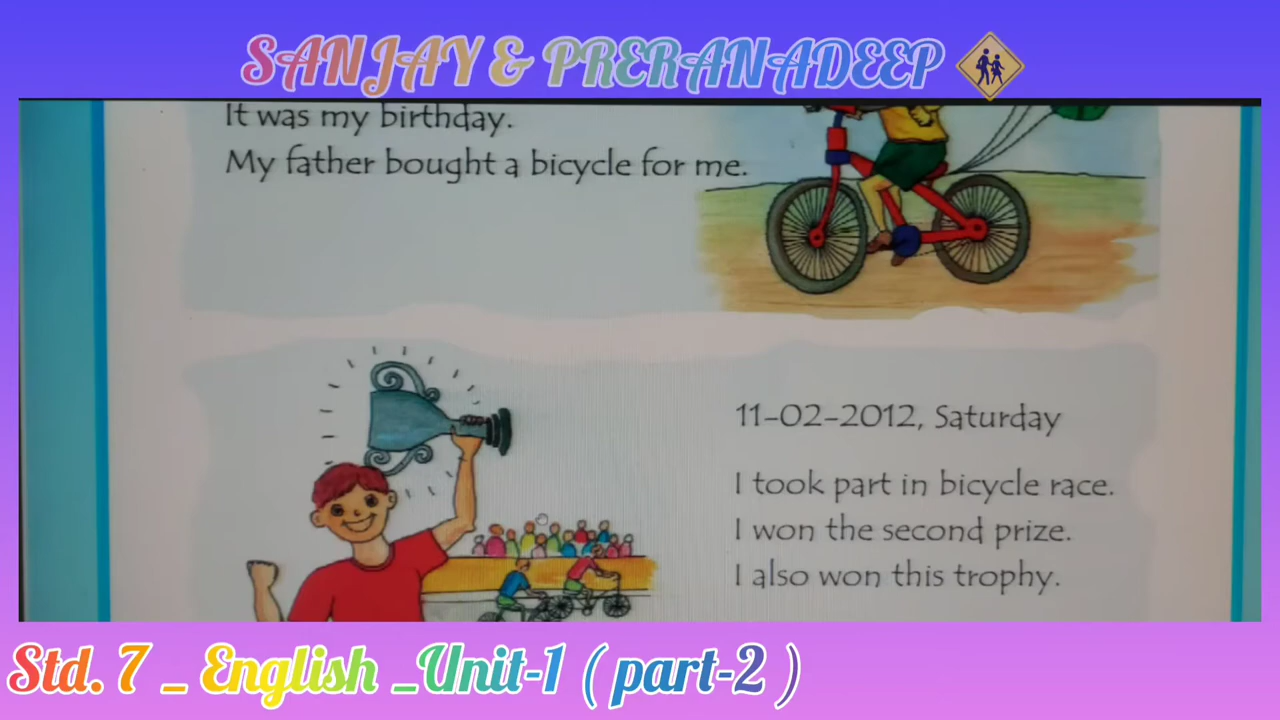 SANJAY & PRERANADEEP
It was my birthday.
My father bought a bicycle for me.
11-02-2012, Saturday
I took part in bicycle race.
I won the second prize.
I also won this trophy.
Std. 7 _ English _Unit-1 ( part-2 )